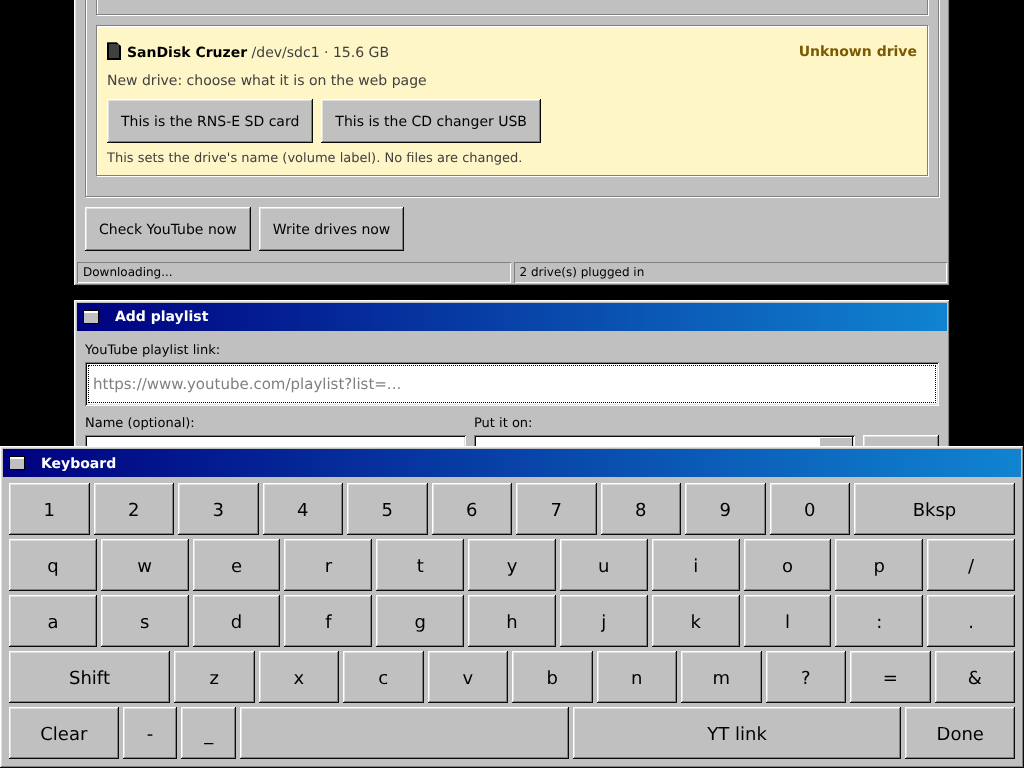 SanDisk Cruzer /dev/sdc1 · 15.6 GB Unknown drive
New drive: choose what it is on the web page
This is the RNS-E SD card This is the CD changer USB
This sets the drive's name (volume label). No files are changed.
Check YouTube now Write drives now
Downloading... 2 drive(s) plugged in
Add playlist
YouTube playlist link:
https://www.youtube.com/playlist?list=...
Name (optional): Put it on:
Keyboard
1 2 3 4 5 6 7 8 9 0 Bksp
q w e r t y u i o p /
a s d f g h j k l : .
Shift z x c v b n m ? = &
Clear - _ YT link Done